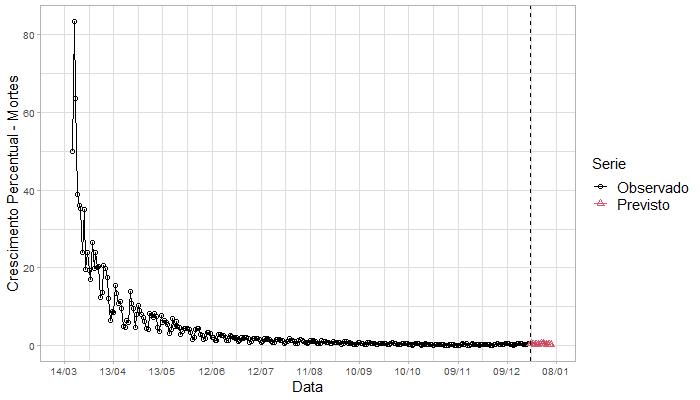 Crescimento Percentual - Mortes
80
60
40
20
0
14/03 13/04 13/05 12/06 12/07 11/08 10/09 10/10 09/11 09/12 08/01
Data
Serie
Observado
Previsto